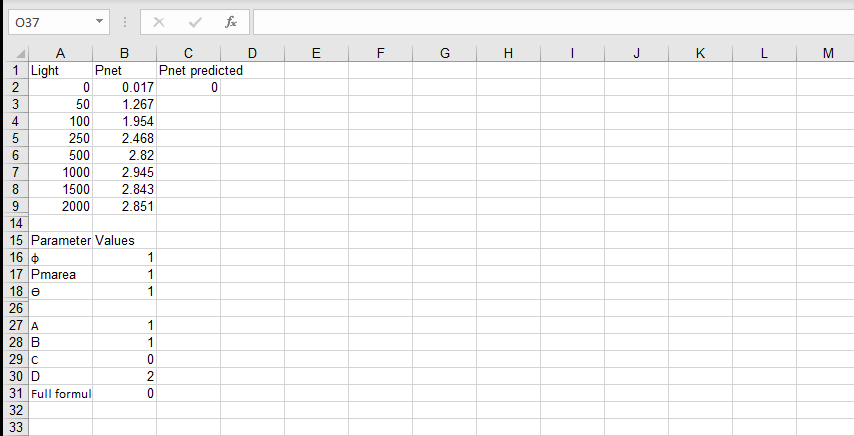 O37 fx
A B C D E F G H I J K L M
1 Light Pnet Pnet predicted
2 0 0.017 0
3 50 1.267
4 100 1.954
5 250 2.468
6 500 2.82
7 1000 2.945
8 1500 2.843
9 2000 2.851
14
15 Parameter Values
16 ϕ 1
17 Pmarea 1
18 ϴ 1
26
27 A 1
28 B 1
29 C 0
30 D 2
31 Full formul 0
32
33